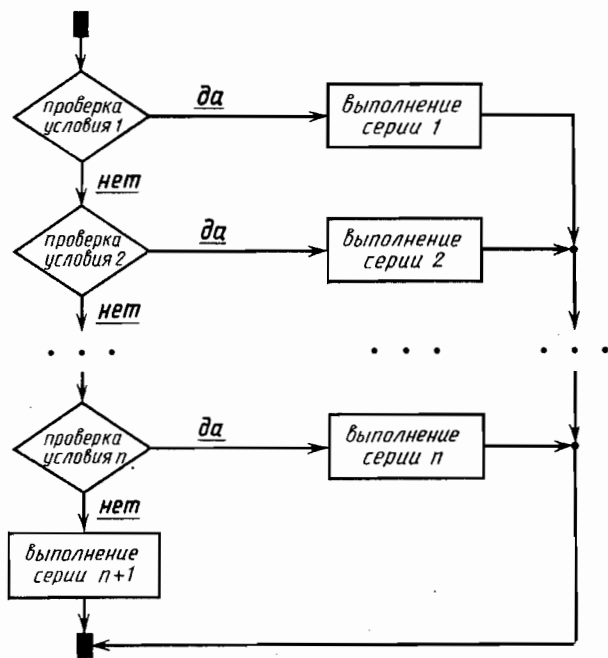 проверка
условия 1
да
выполнение
серии 1
нет
проверка
условия 2
да
выполнение
серии 2
нет
. . .
. . .
. . .
проверка
условия n
да
выполнение
серии n
нет
выполнение
серии n+1